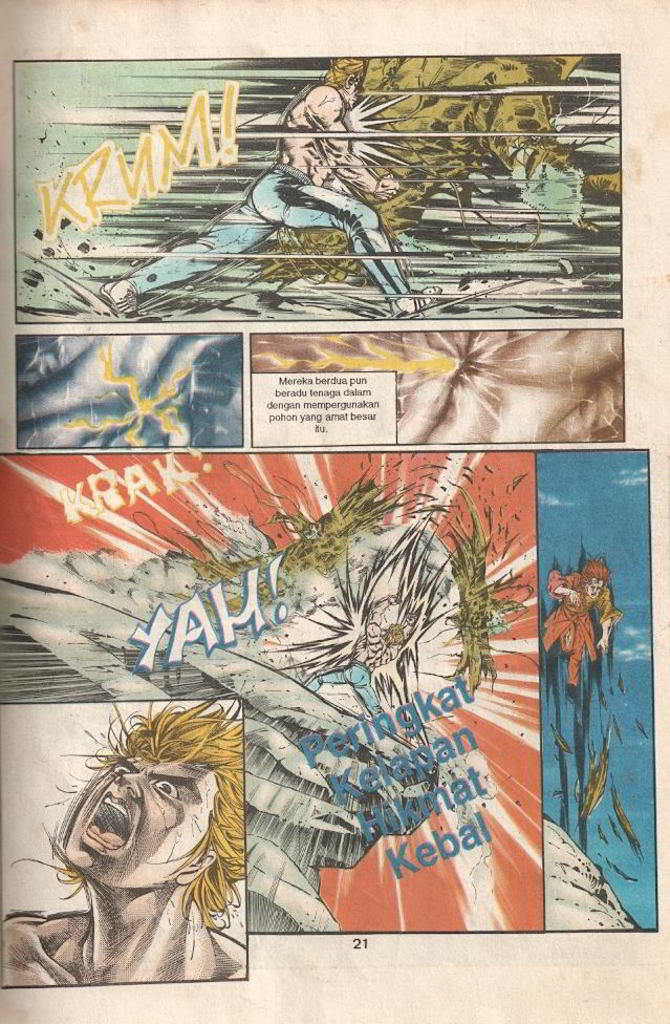 KRUM!
Mereka berdua pun
beradu tenaga dalam
dengan mempergunakan
pohon yang amat besar
itu.
KRAK!
YAH!
Peringkat
Kelapan
Hikmat
Kebal
21